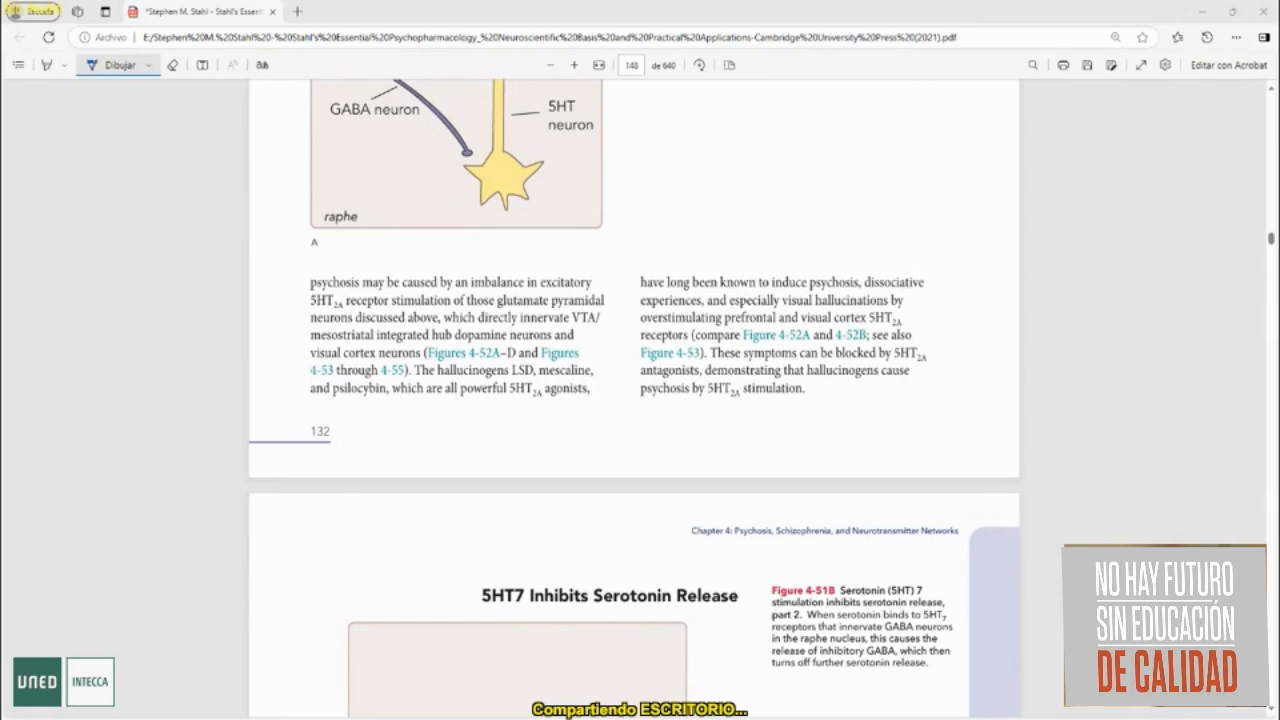 Escuela
*Stephen M. Stahl - Stahl's Essen
Archivo
E:/Stephen%20M.%20Stahl%20-%20Stahl's%20Essential%20Psychopharmacology_%20Neuroscientific%20Basis%20and%20Practical%20Applications-Cambridge%20University%20Press%20(2021).pdf
Dibujar
140 de 640
Editar con Acrobat
GABA neuron
5HT
neuron
raphe
A
psychosis may be caused by an imbalance in excitatory
5HT2A receptor stimulation of those glutamate pyramidal
neurons discussed above, which directly innervate VTA/
mesostriatal integrated hub dopamine neurons and
visual cortex neurons (Figures 4-52A–D and Figures
4-53 through 4-55). The hallucinogens LSD, mescaline,
and psilocybin, which are all powerful 5HT2A agonists,
have long been known to induce psychosis, dissociative
experiences, and especially visual hallucinations by
overstimulating prefrontal and visual cortex 5HT2A
receptors (compare Figure 4-52A and 4-52B; see also
Figure 4-53). These symptoms can be blocked by 5HT2A
antagonists, demonstrating that hallucinogens cause
psychosis by 5HT2A stimulation.
132
Chapter 4: Psychosis, Schizophrenia, and Neurotransmitter Networks
5HT7 Inhibits Serotonin Release
Figure 4-51B Serotonin (5HT) 7
stimulation inhibits serotonin release,
part 2. When serotonin binds to 5HT7
receptors that innervate GABA neurons
in the raphe nucleus, this causes the
release of inhibitory GABA, which then
turns off further serotonin release.
NO HAY FUTURO
SIN EDUCACIÓN
DE CALIDAD
UNED
INTECCA
Compartiendo ESCRITORIO...